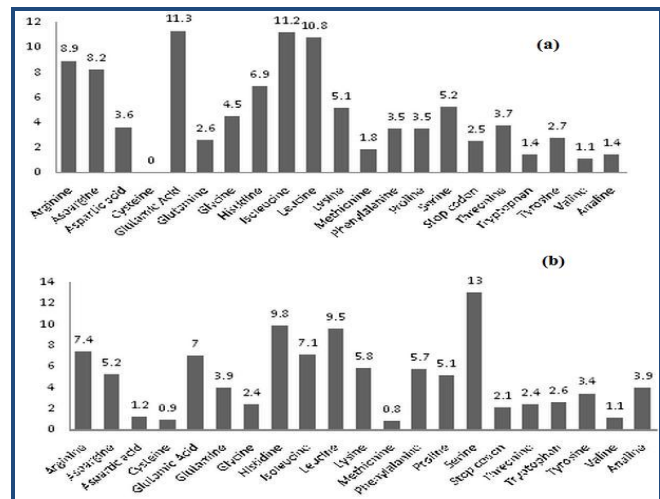 (a)
12
10
8
6
4
2
0
8.9 8.2 3.6 0 11.3 2.6 4.5 6.9 11.2 10.8 5.1 1.8 3.5 3.5 5.2 2.5 3.7 1.4 2.7 1.1 1.4
Arginine Aspargine Aspartic acid Cysteine Glutamic Acid Glutamine Glycine Histidine Isoleucine Leucine Lysine Methionine Phenylalanine Proline Serine Stop codon Threonine Tryptophan Tyrosine Valine Analine
(b)
14
12
10
8
6
4
2
0
7.4 5.2 1.2 0.9 7 3.9 2.4 9.8 7.1 9.5 5.8 0.8 5.7 5.1 13 2.1 2.4 2.6 3.4 1.1 3.9
Arginine Aspargine Aspartic acid Cysteine Glutamic Acid Glutamine Glycine Histidine Isoleucine Leucine Lysine Methionine Phenylalanine Proline Serine Stop codon Threonine Tryptophan Tyrosine Valine Analine